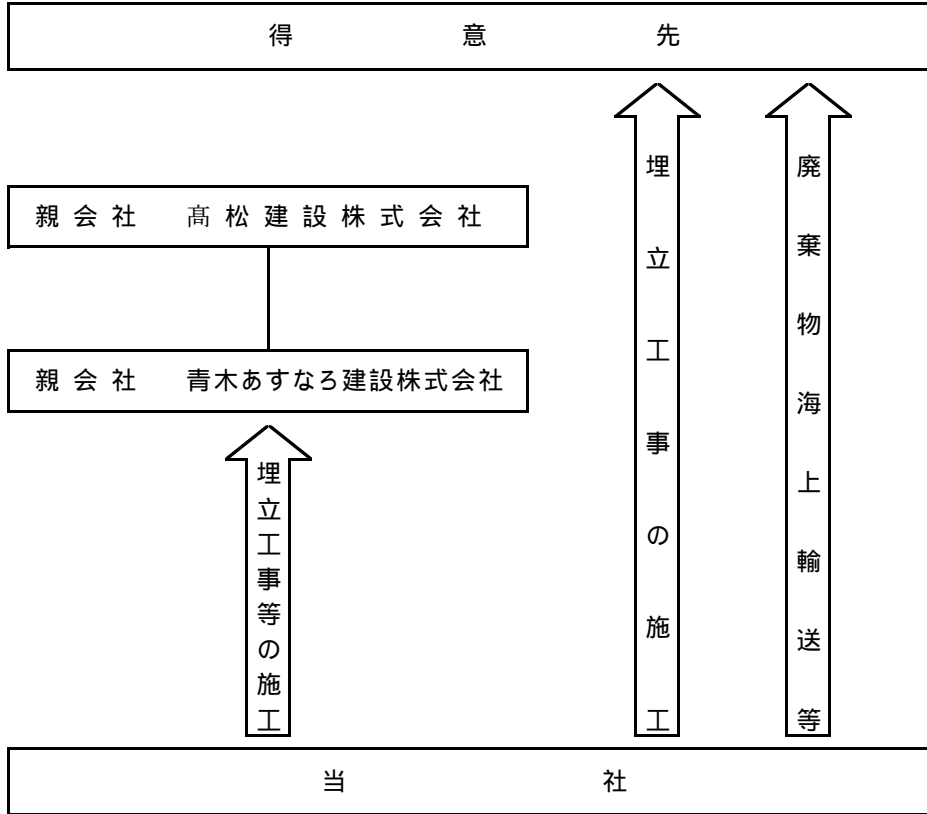 得意先
親会社 髙松建設株式会社
親会社 青木あすなろ建設株式会社
埋立工事等の施工
埋立工事の施工
廃棄物海上輸送等
当社